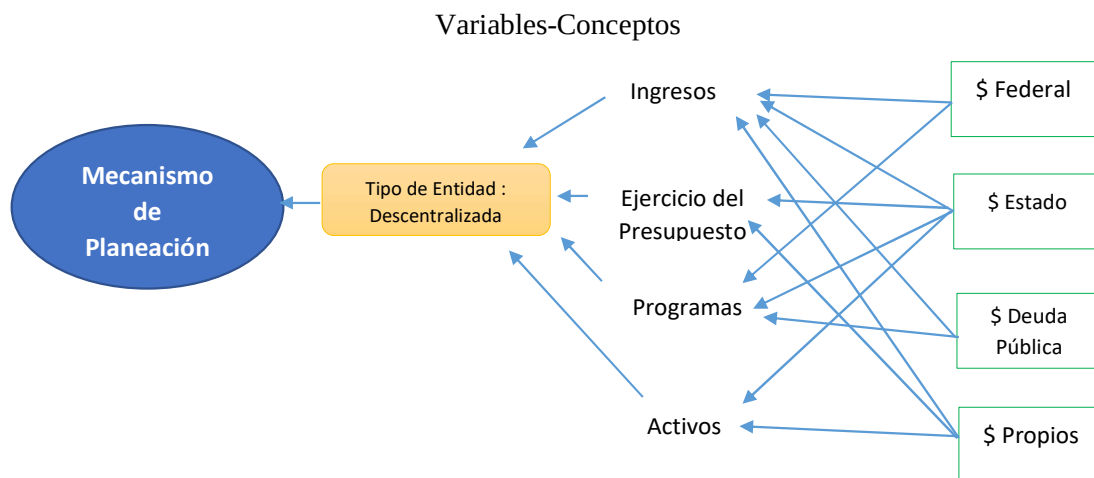 Variables-Conceptos
Mecanismo
de
Planeación
Tipo de Entidad :
Descentralizada
Ingresos
Ejercicio del
Presupuesto
Programas
Activos
$ Federal
$ Estado
$ Deuda
Pública
$ Propios